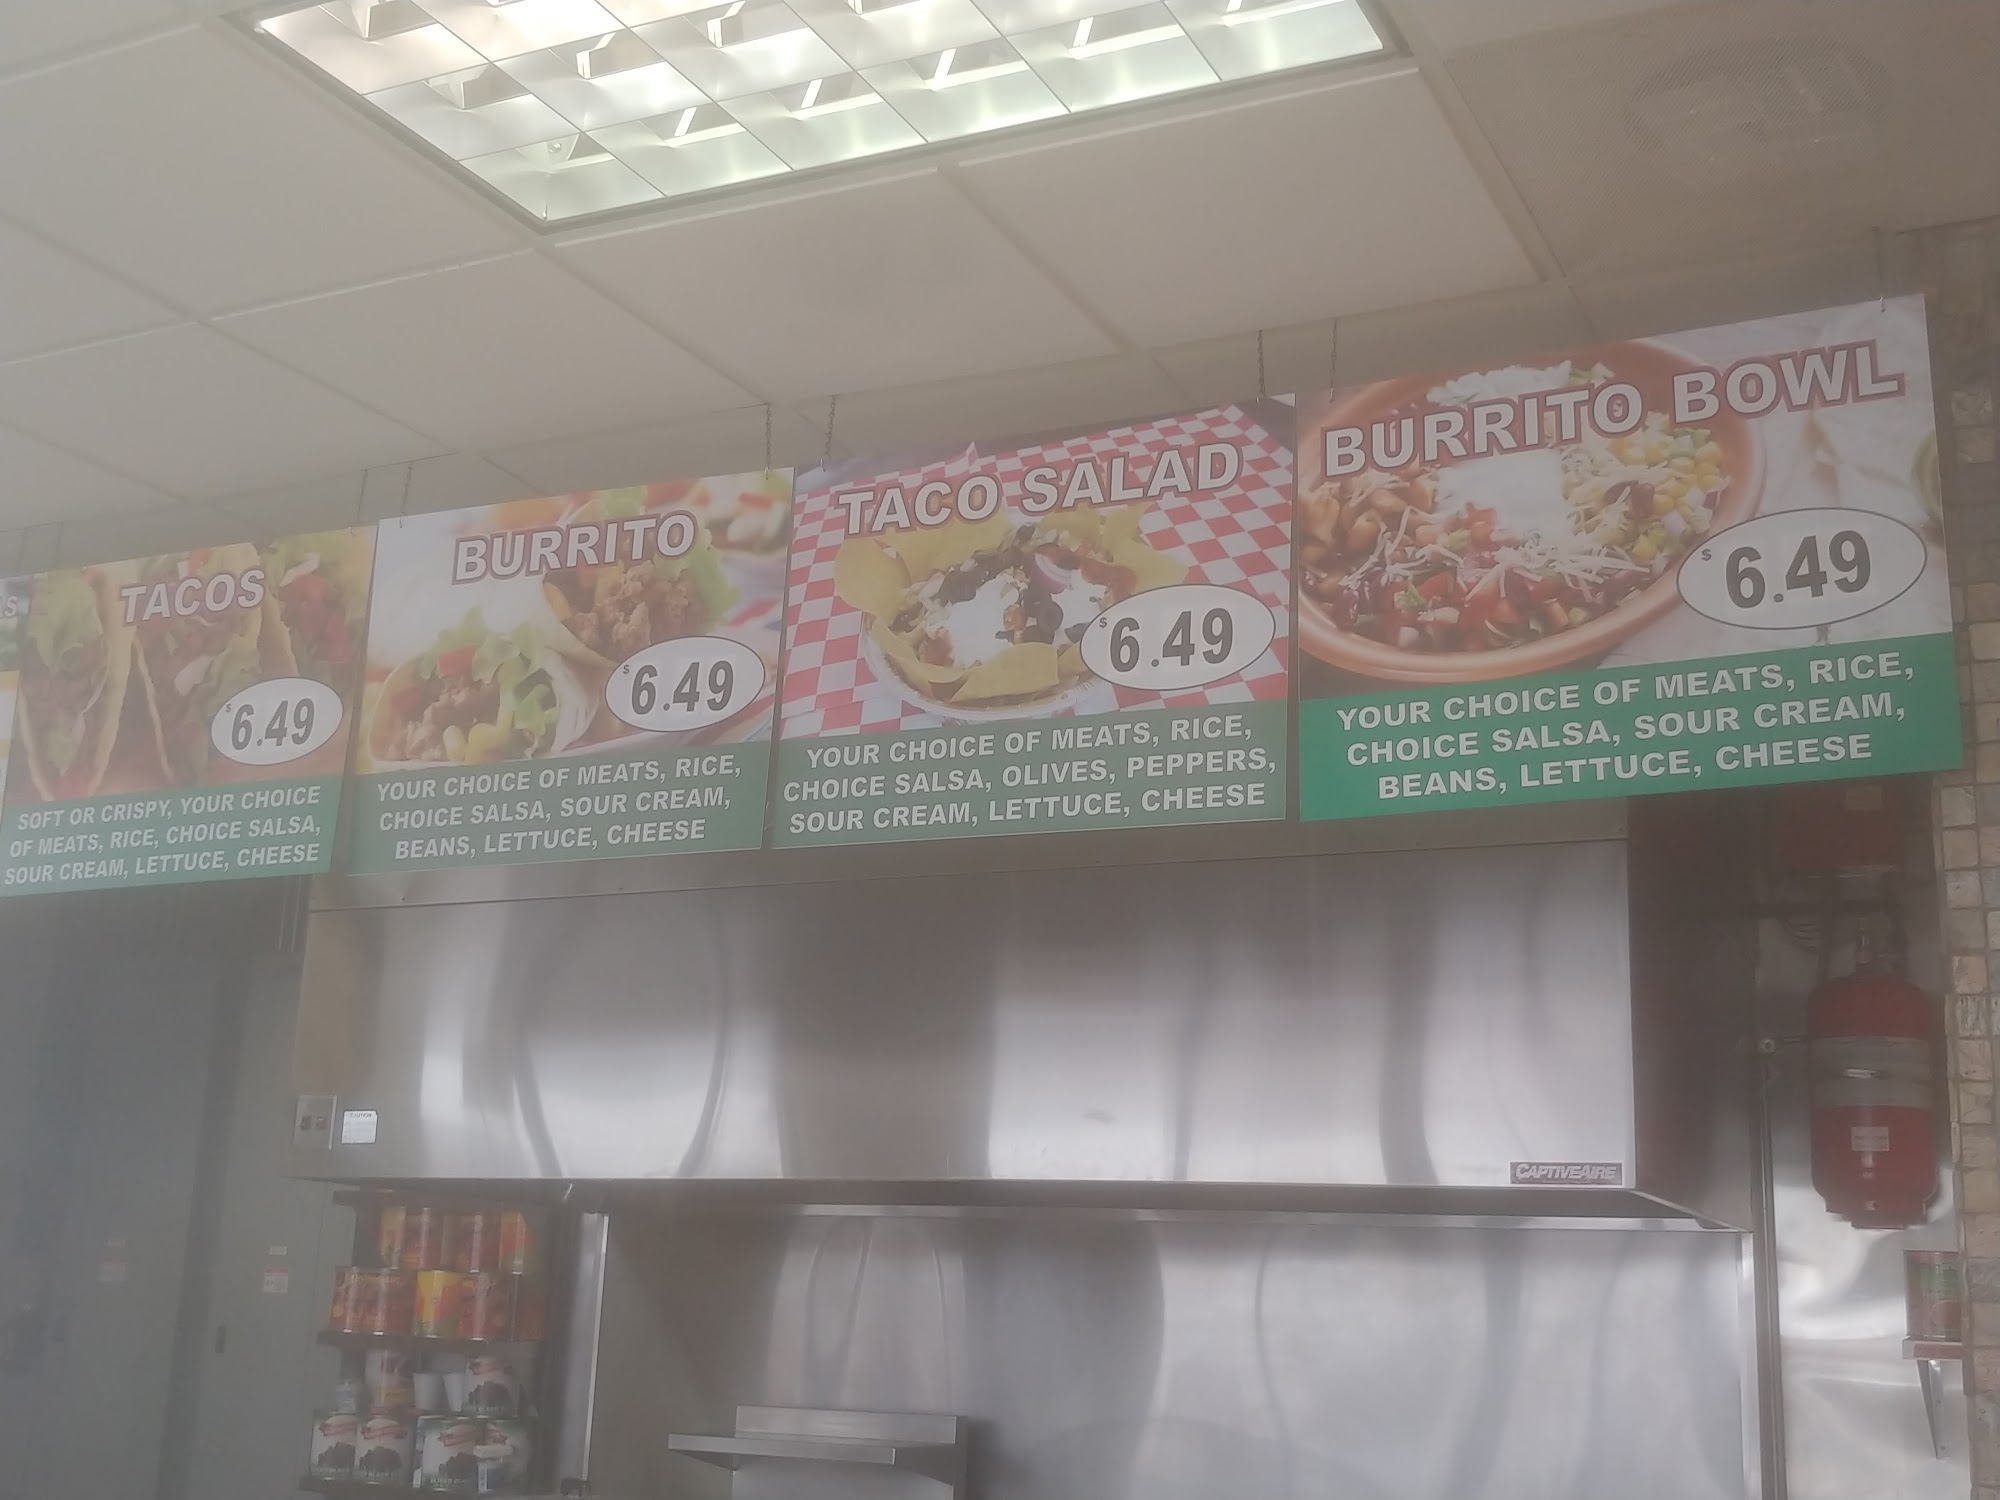 AS
TACOS
$6.49
SOFT OR CRISPY, YOUR CHOICE
OF MEATS, RICE, CHOICE SALSA,
SOUR CREAM, LETTUCE, CHEESE
BURRITO
$6.49
YOUR CHOICE OF MEATS, RICE,
CHOICE SALSA, SOUR CREAM,
BEANS, LETTUCE, CHEESE
TACO SALAD
$6.49
YOUR CHOICE OF MEATS, RICE,
CHOICE SALSA, OLIVES, PEPPERS,
SOUR CREAM, LETTUCE, CHEESE
BURRITO BOWL
$6.49
YOUR CHOICE OF MEATS, RICE,
CHOICE SALSA, SOUR CREAM,
BEANS, LETTUCE, CHEESE
CAUTION
CAPTIVEAIRE